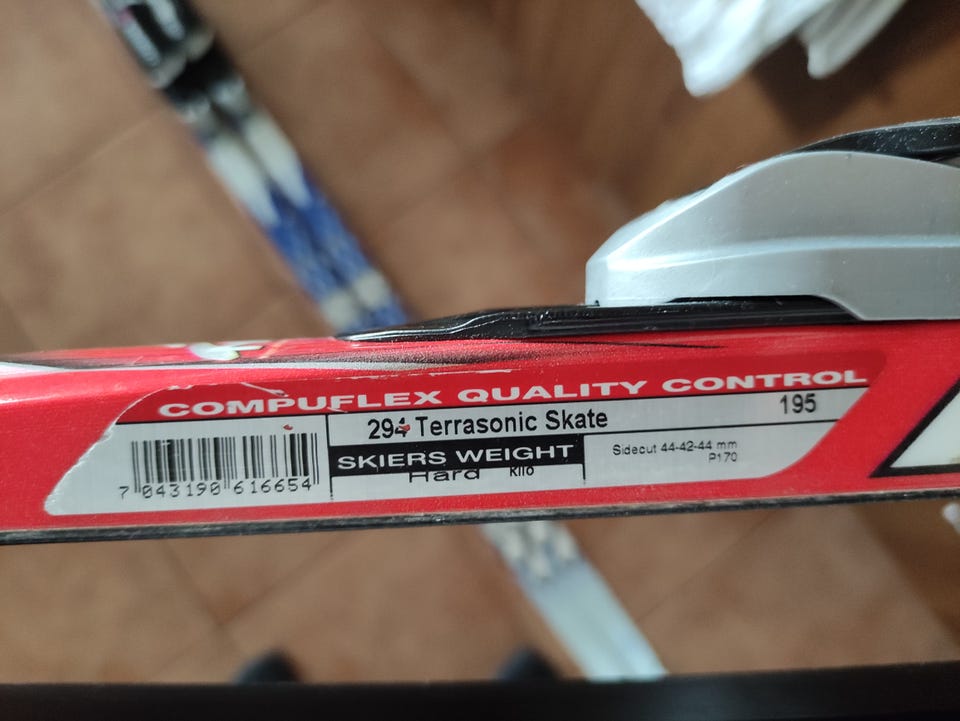 COMPUFLEX QUALITY CONTROL
294 Terrasonic Skate 195
SKIERS WEIGHT
Hard Kilo
Sidecut 44-42-44 mm
P170
7 043190 616654